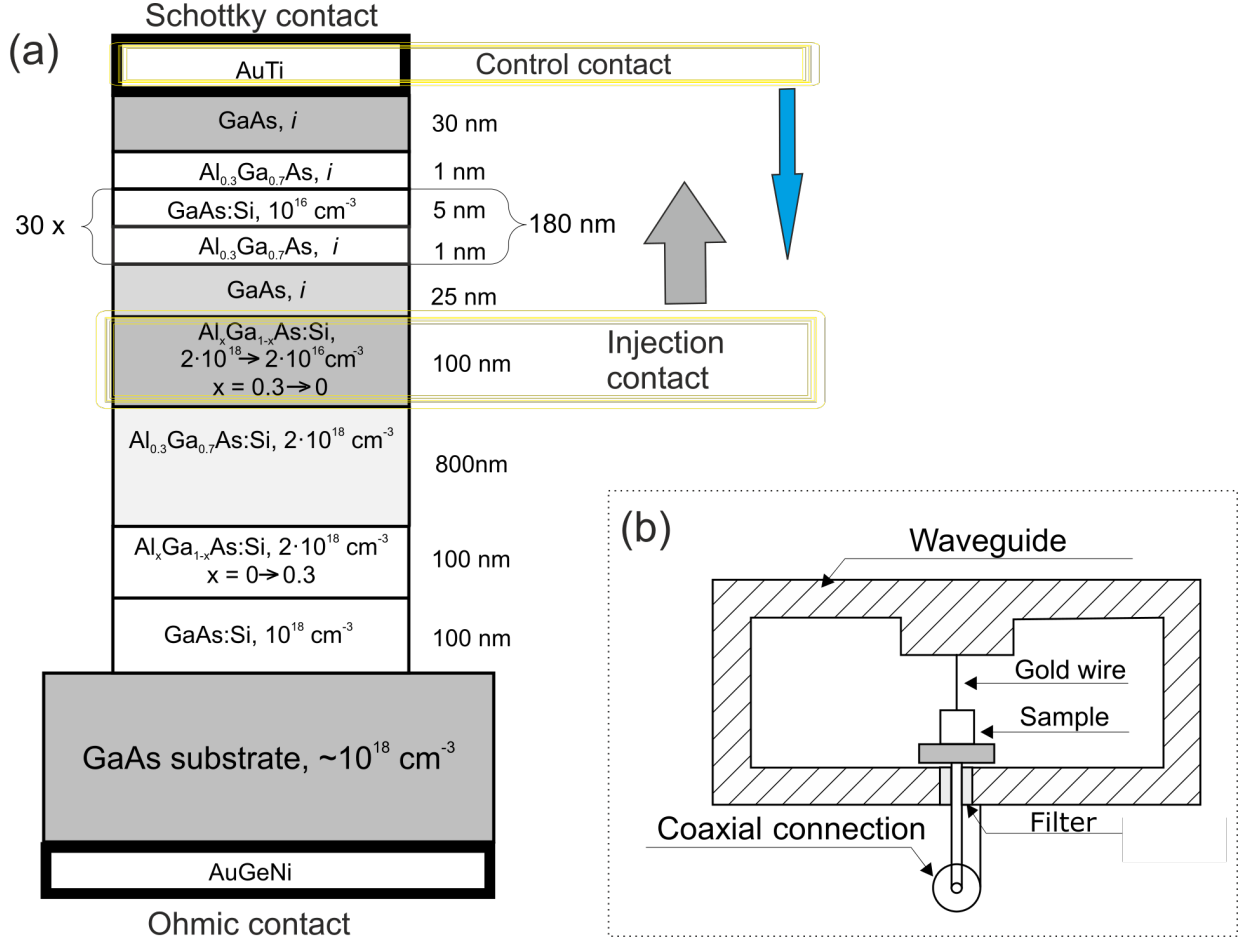 Schottky contact
(a)
AuTi
Control contact
GaAs, i
30 nm
Al0.3Ga0.7As, i
1 nm
30 x
GaAs:Si, 10^16 cm^-3
5 nm
180 nm
Al0.3Ga0.7As, i
1 nm
GaAs, i
25 nm
AlxGa1-xAs:Si,
2·10^18→2·10^16cm^-3
x = 0.3→0
100 nm
Injection
contact
Al0.3Ga0.7As:Si, 2·10^18 cm^-3
800nm
AlxGa1-xAs:Si, 2·10^18 cm^-3
x = 0→0.3
100 nm
GaAs:Si, 10^18 cm^-3
100 nm
GaAs substrate, ~10^18 cm^-3
AuGeNi
Ohmic contact
(b)
Waveguide
Gold wire
Sample
Coaxial connection
Filter